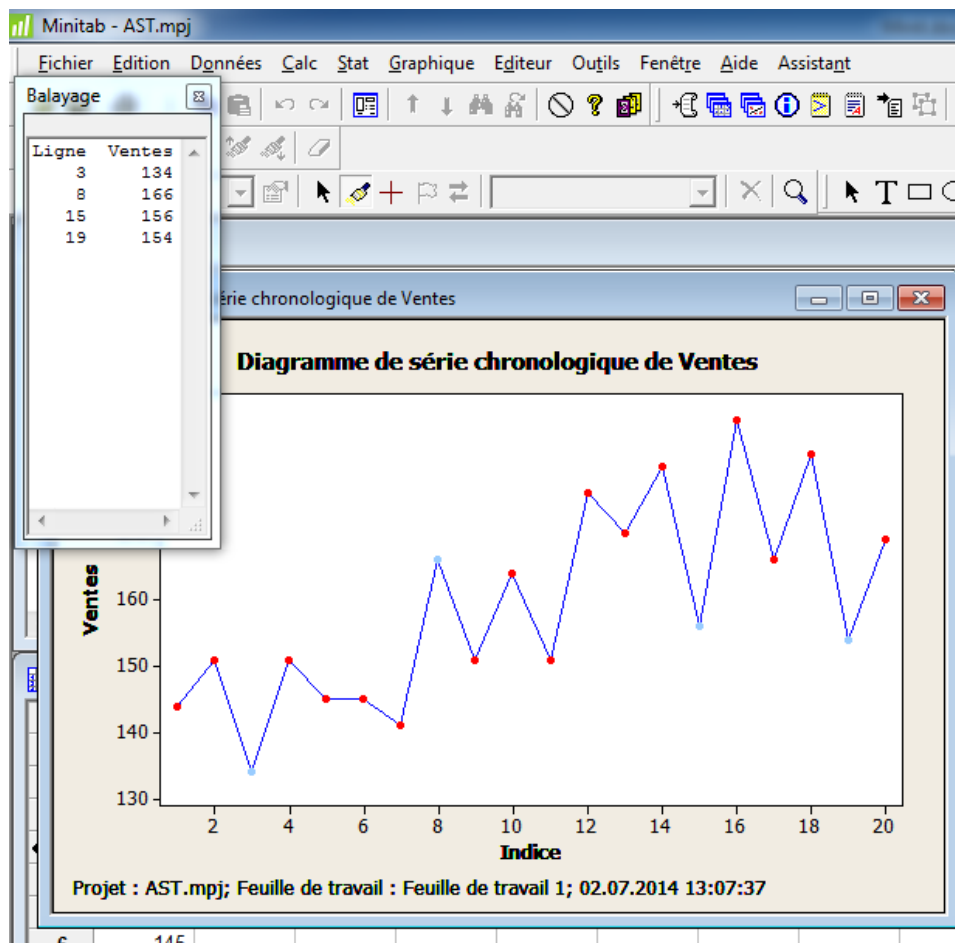 Minitab - AST.mpj
Fichier Edition Données Calc Stat Graphique Editeur Outils Fenêtre Aide Assistant
Balayage
Ligne Ventes
3 134
8 166
15 156
19 154
érie chronologique de Ventes
Diagramme de série chronologique de Ventes
Ventes
160
150
140
130
2 4 6 8 10 12 14 16 18 20
Indice
Projet : AST.mpj; Feuille de travail : Feuille de travail 1; 02.07.2014 13:07:37